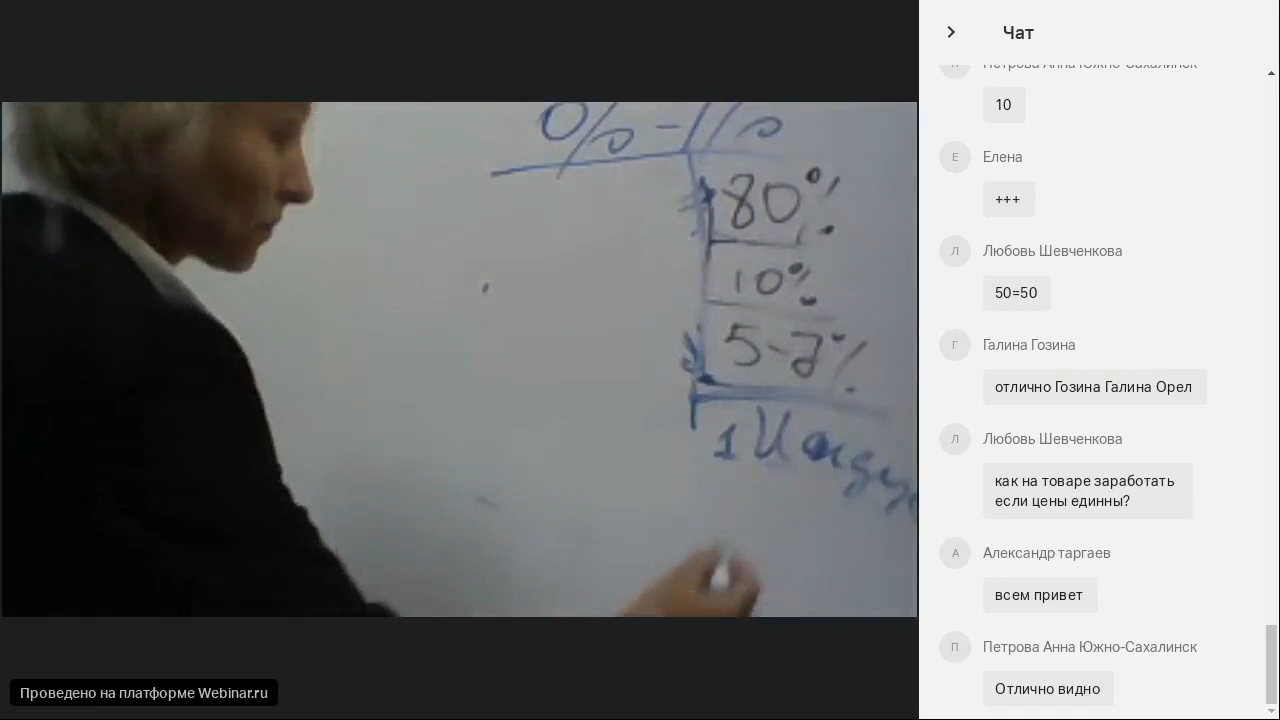 80%
10%
5-7%
Чат
Петрова Анна Южно-Сахалинск
10
Е
Елена
+++
Л
Любовь Шевченкова
50=50
Г
Галина Гозина
отлично Гозина Галина Орел
Л
Любовь Шевченкова
как на товаре заработать
если цены единны?
А
Александр таргаев
всем привет
П
Петрова Анна Южно-Сахалинск
Отлично видно
Проведено на платформе Webinar.ru